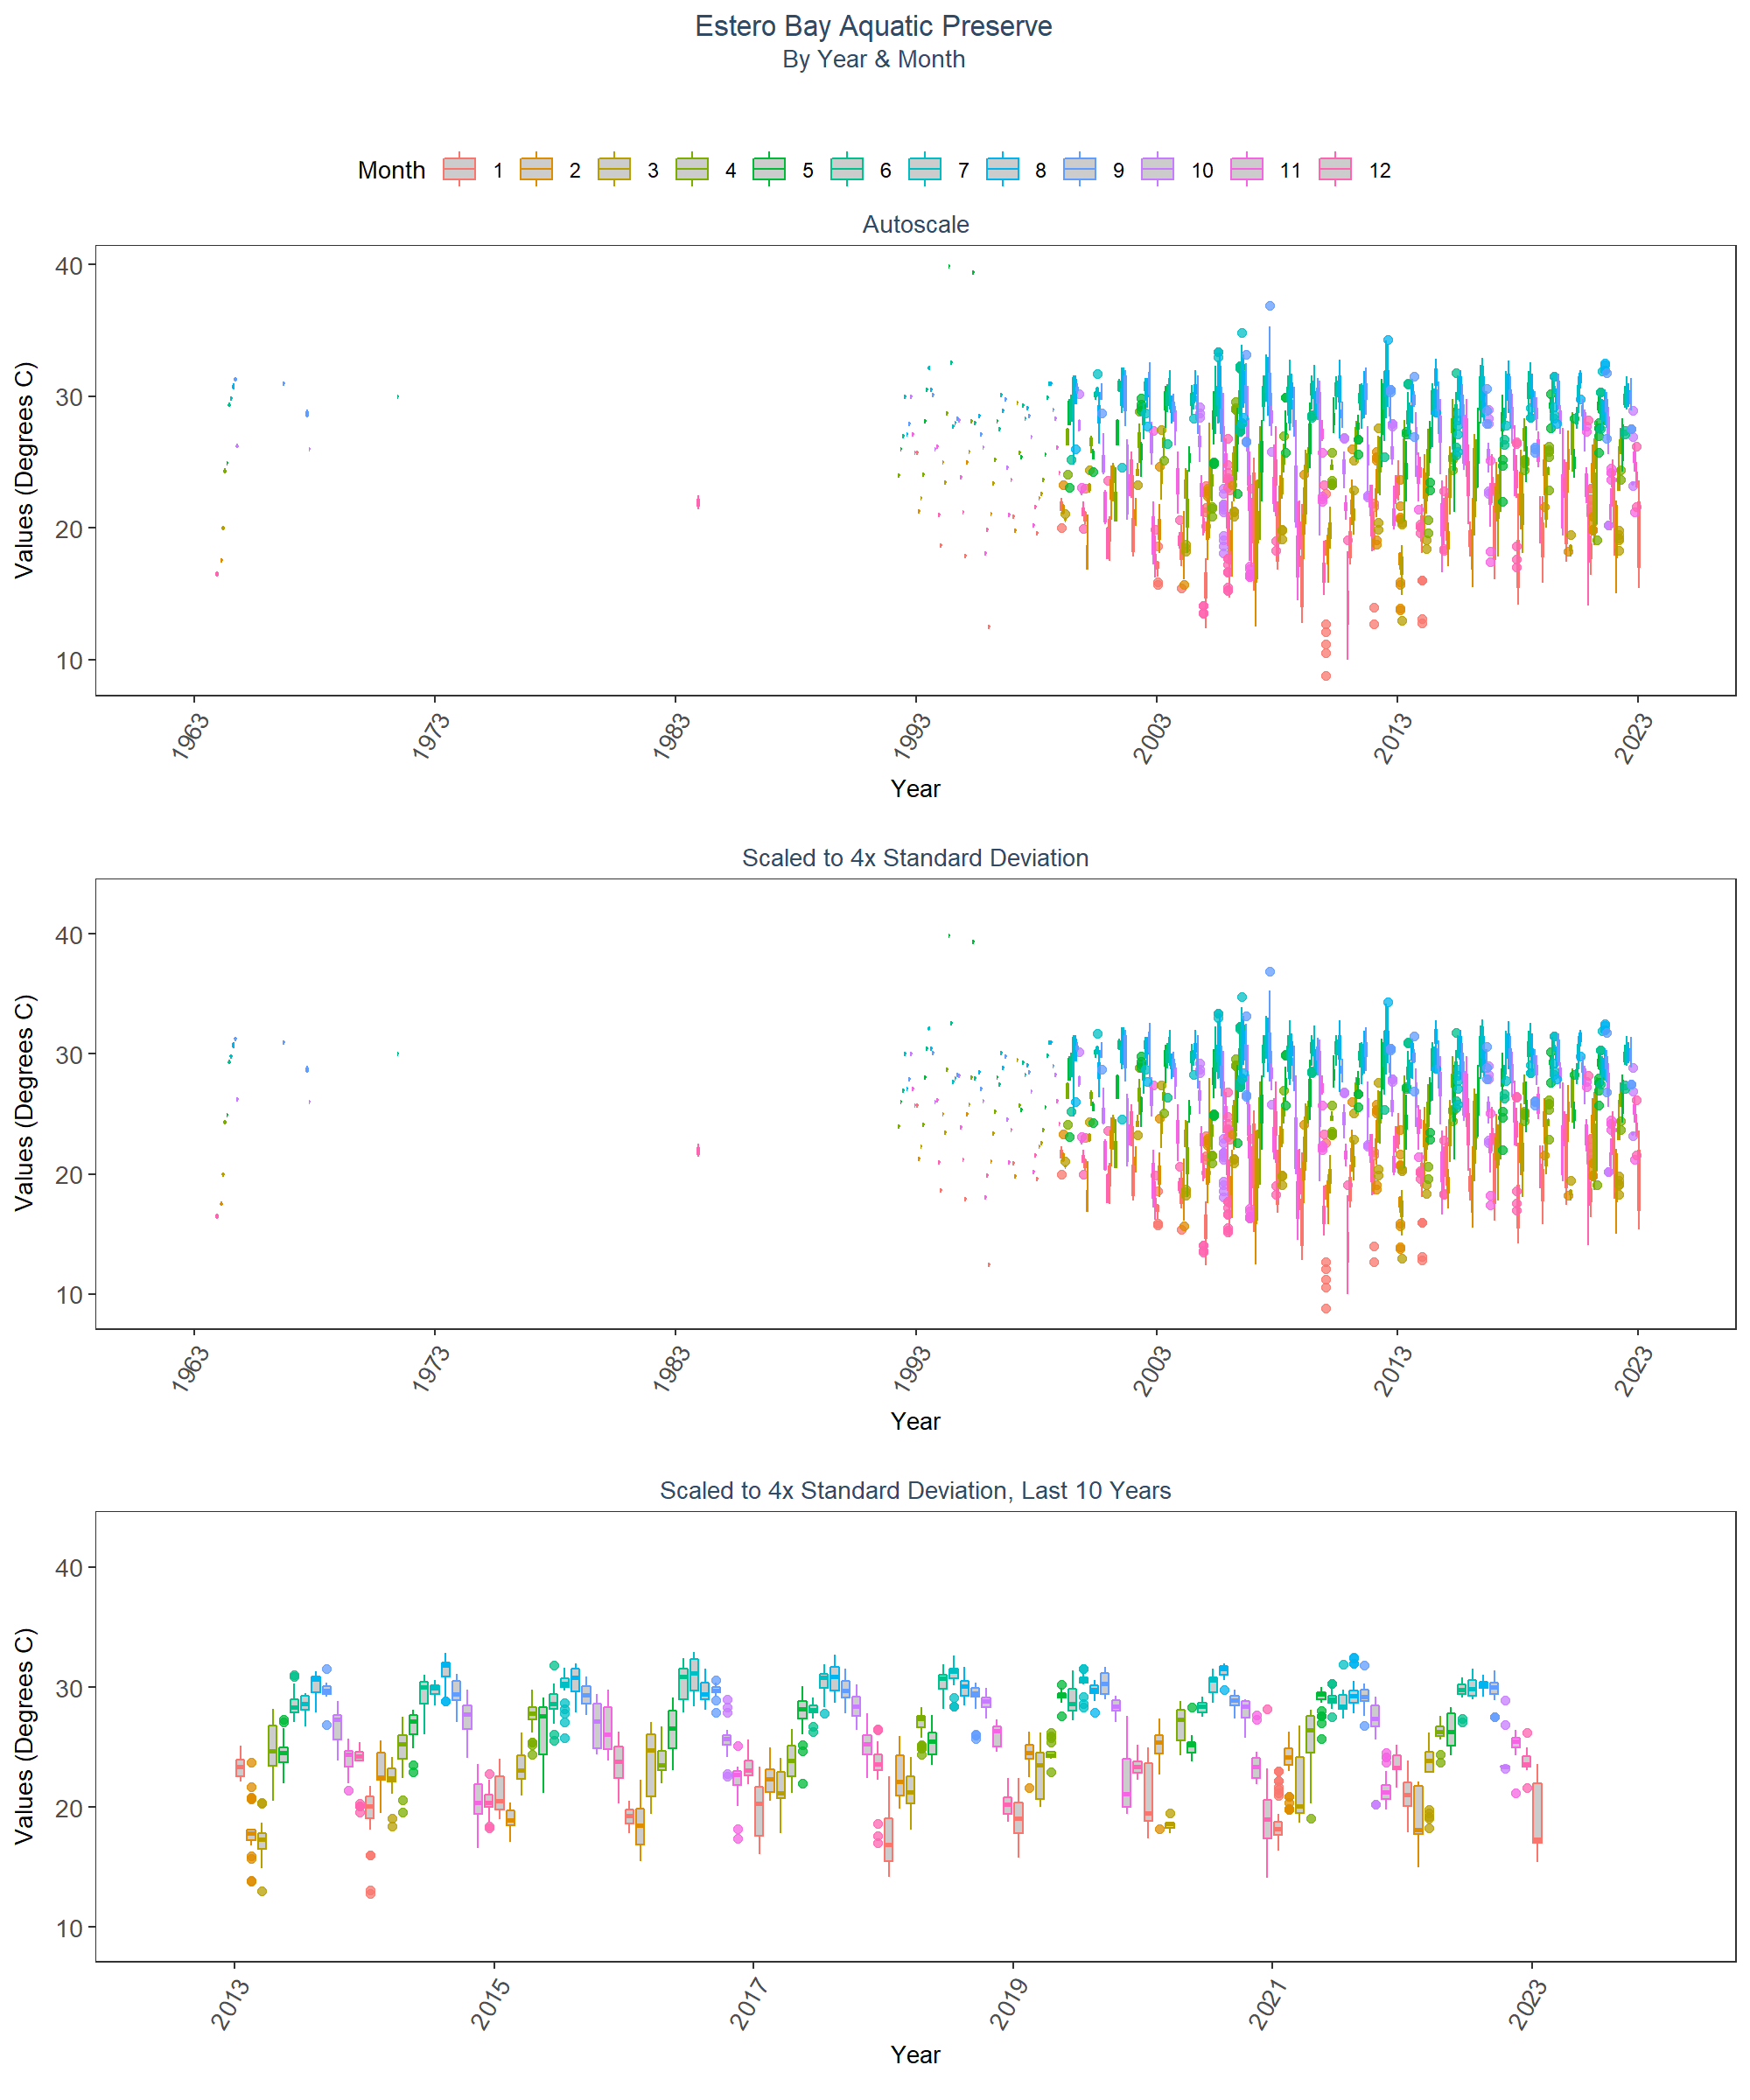 Estero Bay Aquatic Preserve
By Year & Month
Month 1 2 3 4 5 6 7 8 9 10 11 12
Autoscale
Values (Degrees C)
40
30
20
10
1963 1973 1983 1993 2003 2013 2023
Year
Scaled to 4x Standard Deviation
Values (Degrees C)
40
30
20
10
1963 1973 1983 1993 2003 2013 2023
Year
Scaled to 4x Standard Deviation, Last 10 Years
Values (Degrees C)
40
30
20
10
2013 2015 2017 2019 2021 2023
Year